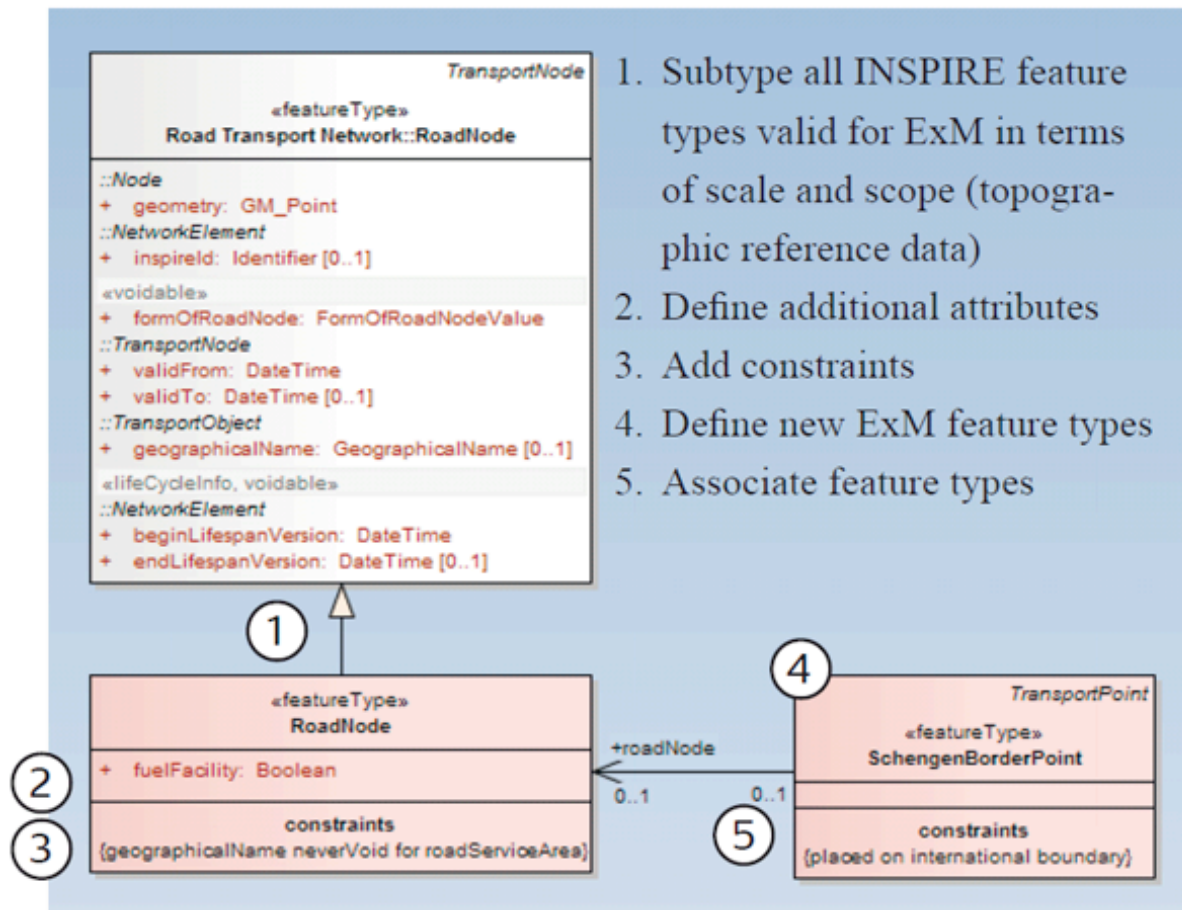 TransportNode
«featureType»
Road Transport Network::RoadNode
::Node
+ geometry: GM_Point
::NetworkElement
+ inspireId: Identifier [0..1]
«voidable»
+ formOfRoadNode: FormOfRoadNodeValue
::TransportNode
+ validFrom: DateTime
+ validTo: DateTime [0..1]
::TransportObject
+ geographicalName: GeographicalName [0..1]
«lifeCycleInfo, voidable»
::NetworkElement
+ beginLifespanVersion: DateTime
+ endLifespanVersion: DateTime [0..1]
1. Subtype all INSPIRE feature
types valid for ExM in terms
of scale and scope (topogra-
phic reference data)
2. Define additional attributes
3. Add constraints
4. Define new ExM feature types
5. Associate feature types
1
«featureType»
RoadNode
2
+ fuelFacility: Boolean
3
constraints
{geographicalName neverVoid for roadServiceArea}
+roadNode
0..1
0..1
5
4
TransportPoint
«featureType»
SchengenBorderPoint
constraints
{placed on international boundary}